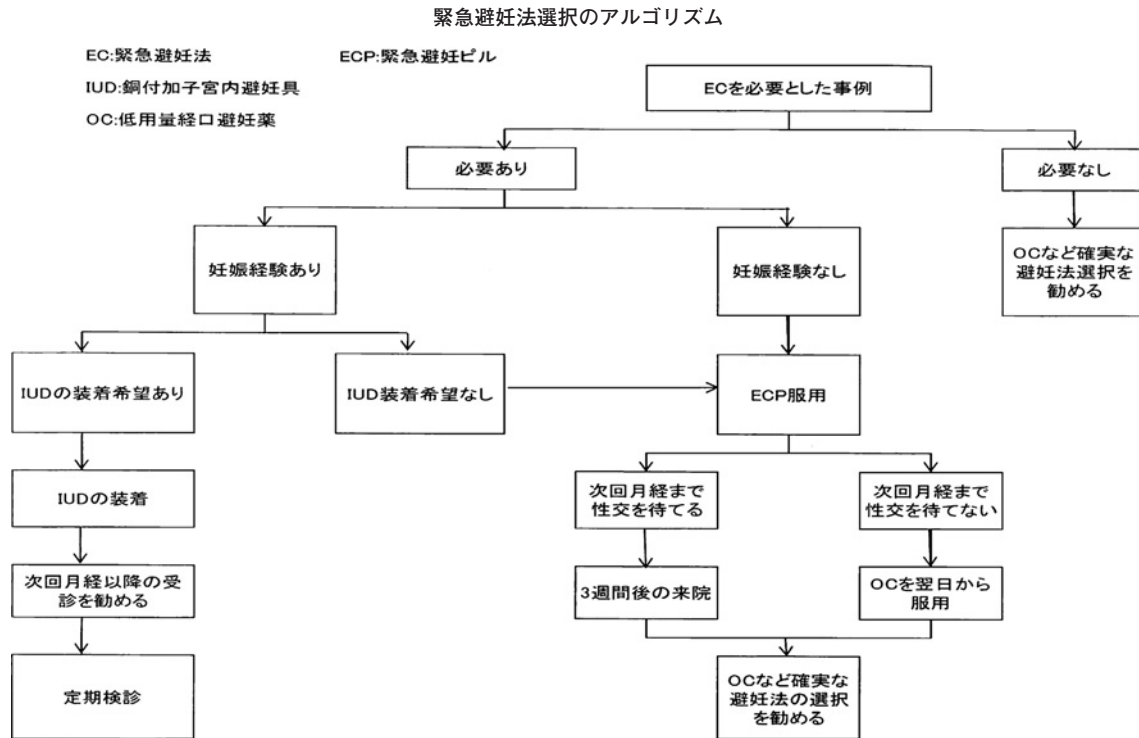 緊急避妊法選択のアルゴリズム
EC:緊急避妊法
ECP:緊急避妊ピル
IUD:銅付加子宮内避妊具
OC:低用量経口避妊薬
ECを必要とした事例
必要あり
必要なし
妊娠経験あり
妊娠経験なし
OCなど確実な
避妊法選択を
勧める
IUDの装着希望あり
IUD装着希望なし
ECP服用
IUDの装着
次回月経まで
性交を待てる
次回月経まで
性交を待てない
次回月経以降の受
診を勧める
3週間後の来院
OCを翌日から
服用
定期検診
OCなど確実な
避妊法の選択
を勧める